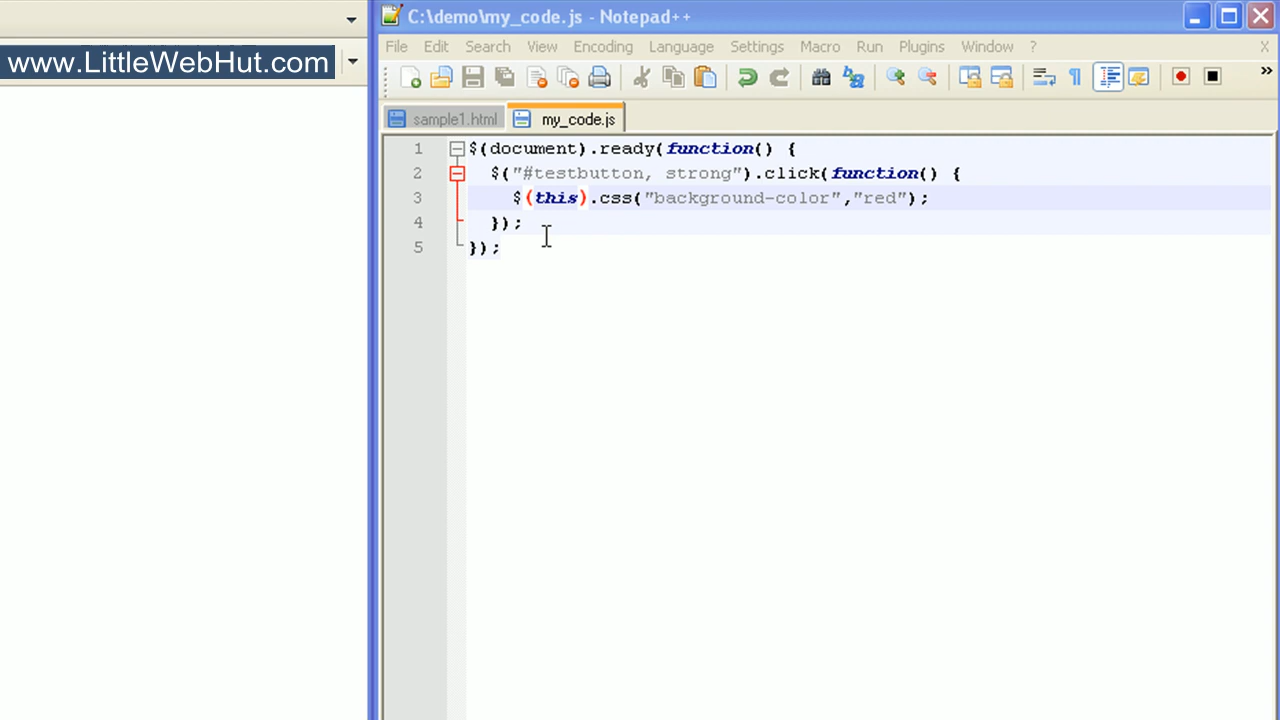 C:\demo\my_code.js - Notepad++
File Edit Search View Encoding Language Settings Macro Run Plugins Window ? X
www.LittleWebHut.com
sample1.html my_code.js
1 $(document).ready(function() {
2 $("#testbutton, strong").click(function() {
3 $(this).css("background-color","red");
4 });
5 });